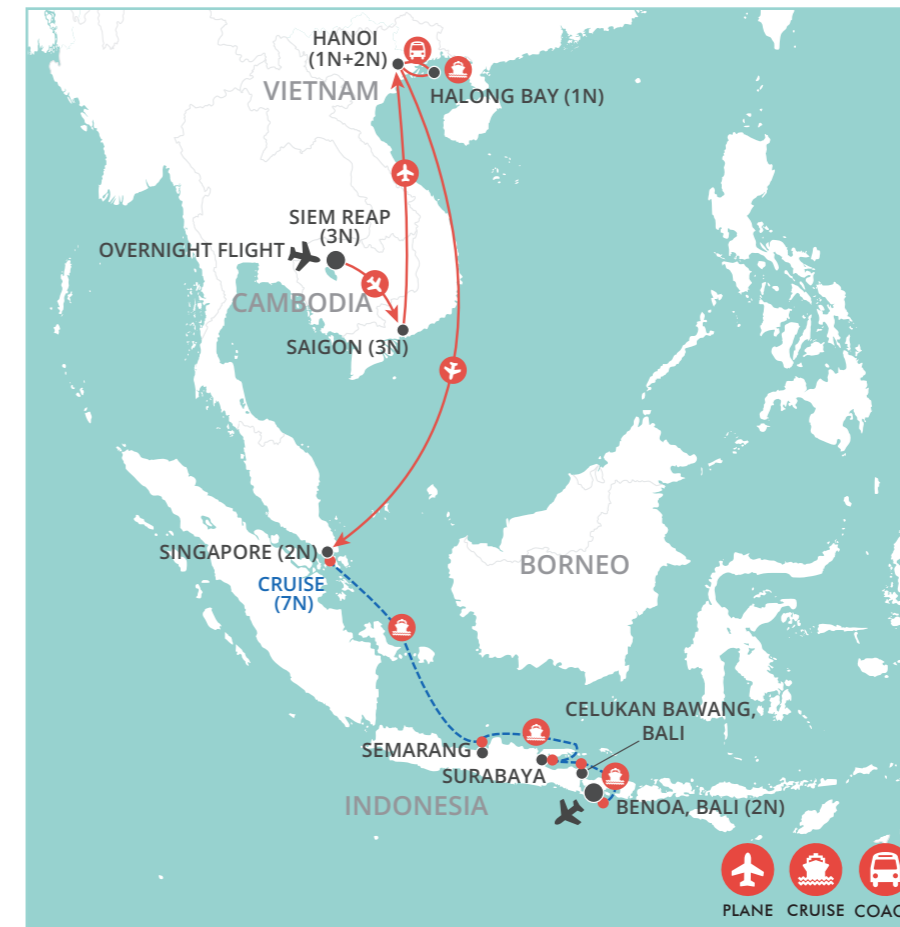 HANOI
(1N+2N)
VIETNAM
HALONG BAY (1N)
SIEM REAP
(3N)
OVERNIGHT FLIGHT
CAMBODIA
SAIGON (3N)
SINGAPORE (2N)
CRUISE
(7N)
BORNEO
CELUKAN BAWANG,
BALI
SEMARANG
SURABAYA
INDONESIA
BENOA, BALI (2N)
PLANE CRUISE COAC